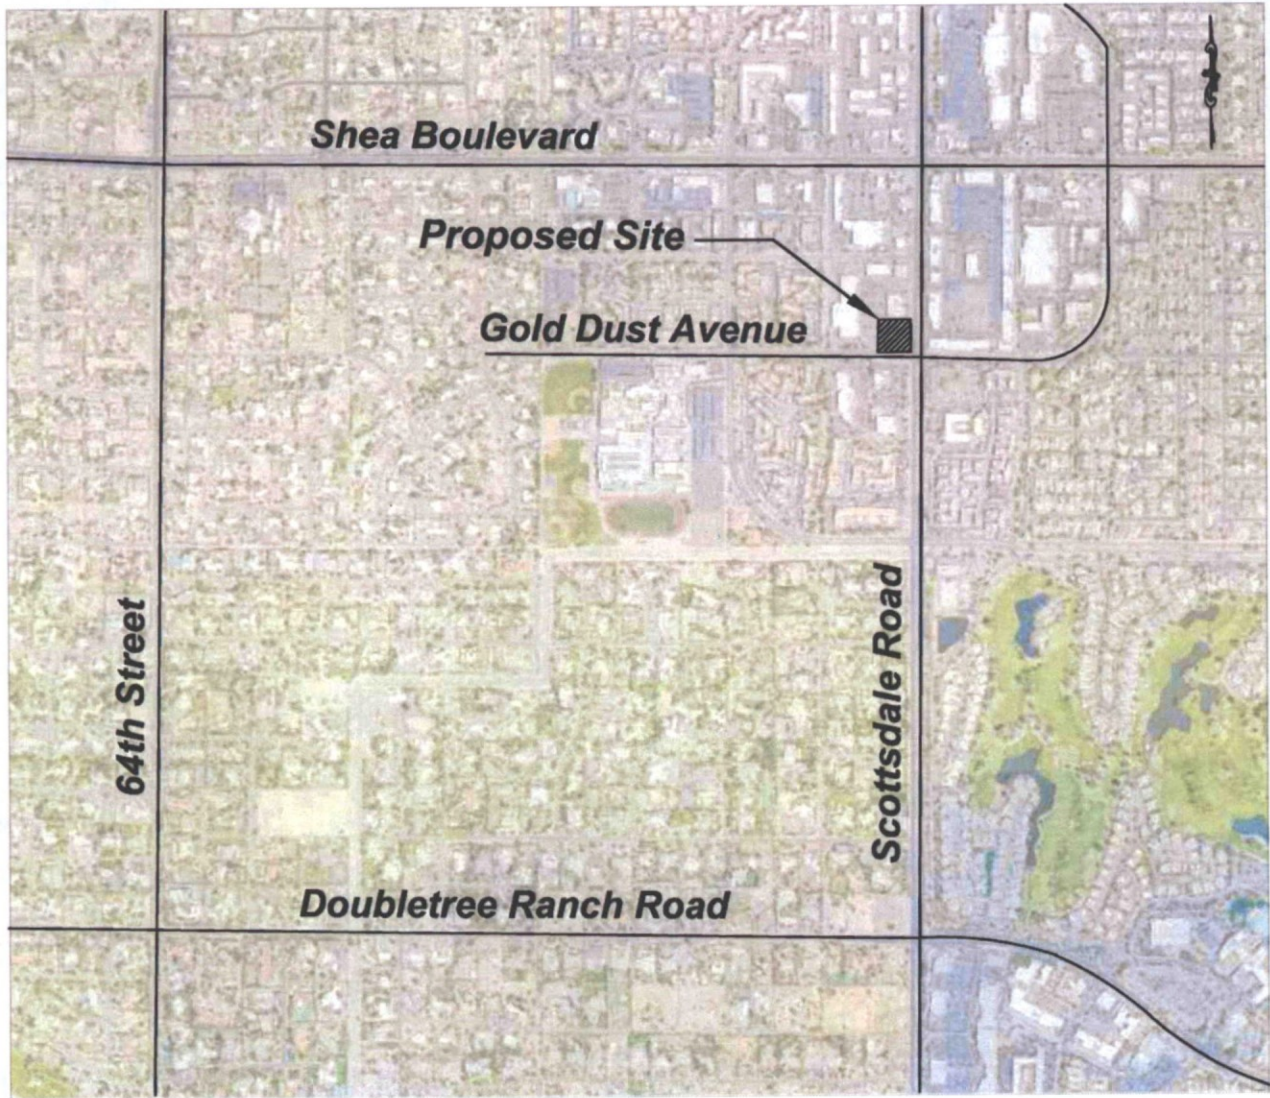 Shea Boulevard
Proposed Site
Gold Dust Avenue
64th Street
Scottsdale Road
Doubletree Ranch Road